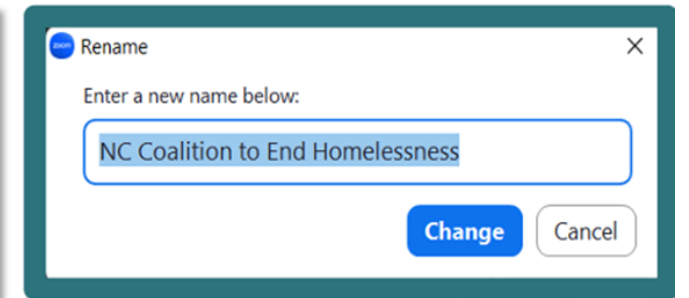 zoom
Rename
Enter a new name below:
NC Coalition to End Homelessness
Change
Cancel